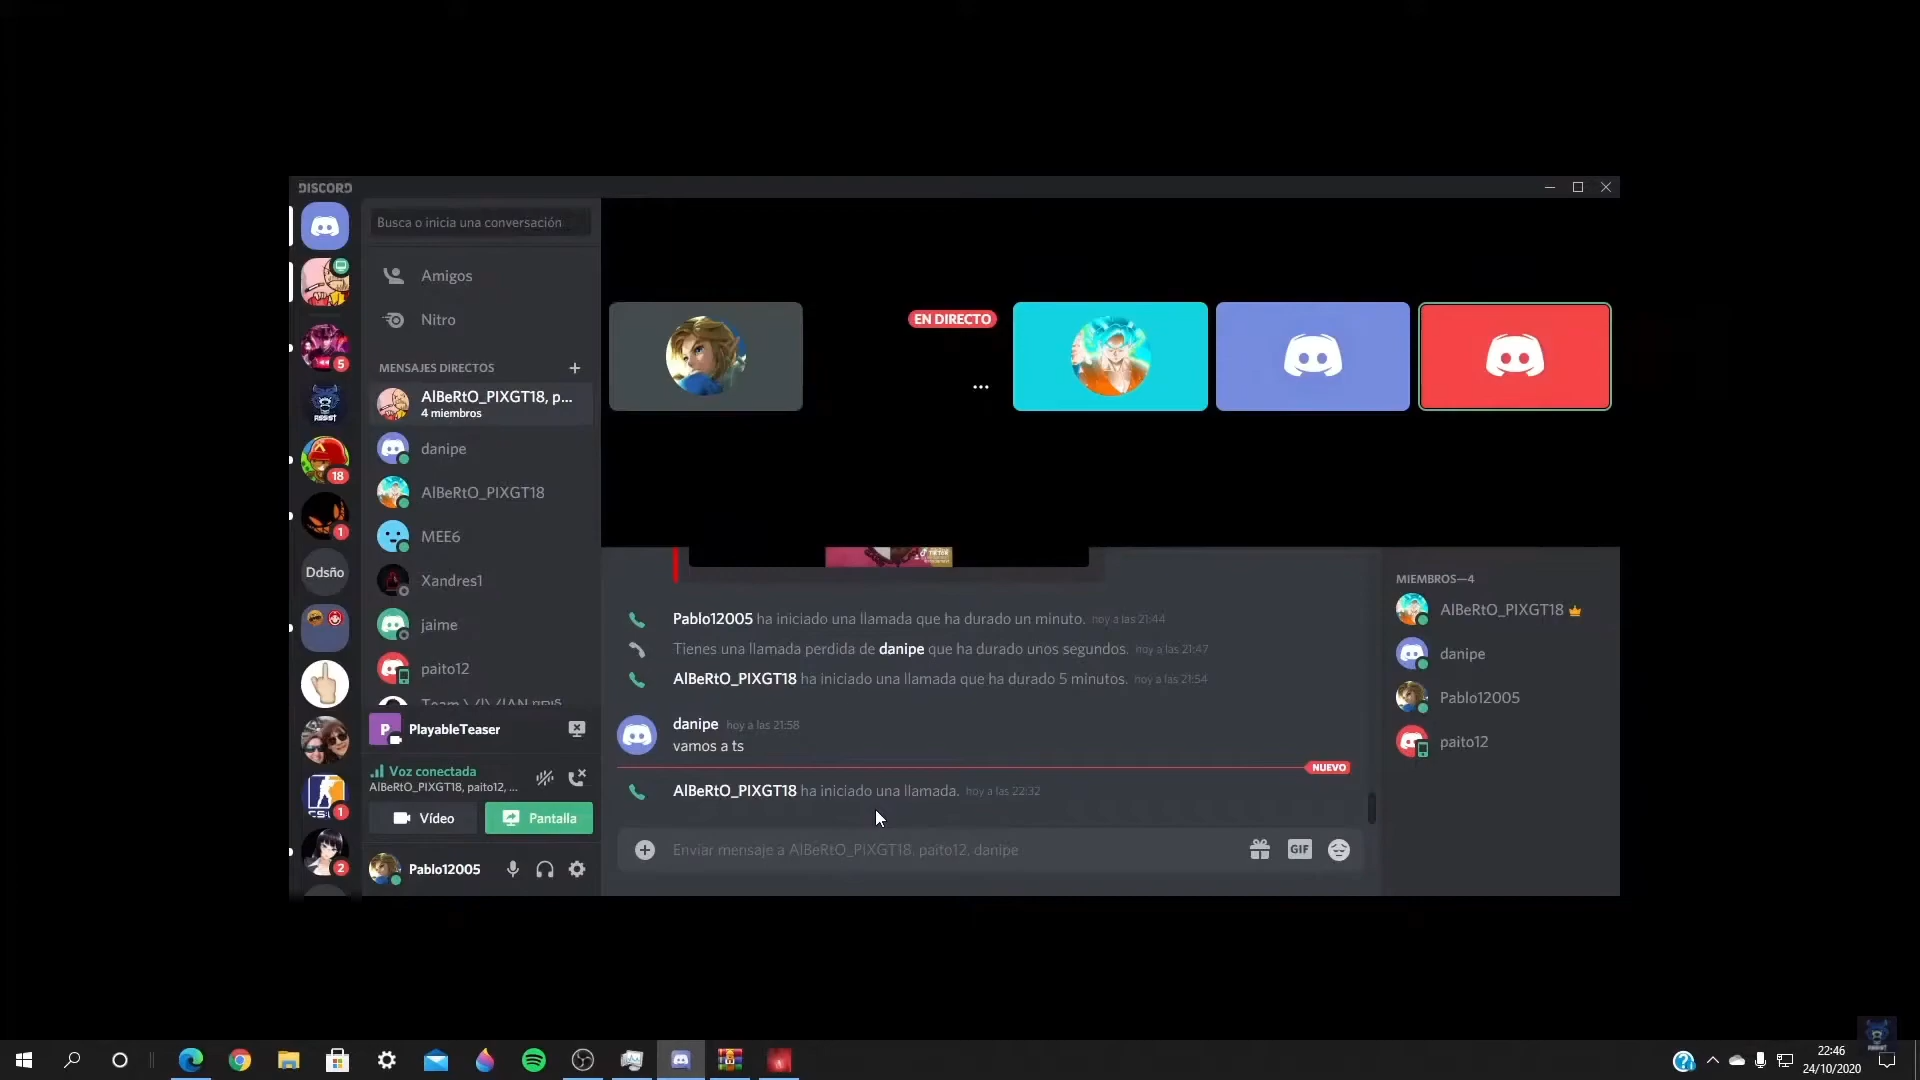 DISCORD
Busca o inicia una conversación
Amigos
Nitro
MENSAJES DIRECTOS
AlBeRtO_PIXGT18, p...
4 miembros
danipe
AlBeRtO_PIXGT18
MEE6
Xandres1
jaime
paito12
PlayableTeaser
P
Voz conectada
AlBeRtO_PIXGT18, paito12, ...
Vídeo
Pantalla
Pablo12005
5
ASSIST
18
1
Ddsño
1
2
EN DIRECTO
Pablo12005 ha iniciado una llamada que ha durado un minuto. hoy a las 21:44
Tienes una llamada perdida de danipe que ha durado unos segundos. hoy a las 21:47
AlBeRtO_PIXGT18 ha iniciado una llamada que ha durado 5 minutos. hoy a las 21:54
danipe hoy a las 21:58
vamos a ts
NUEVO
AlBeRtO_PIXGT18 ha iniciado una llamada. hoy a las 22:32
Enviar mensaje a AlBeRtO_PIXGT18, paito12, danipe
GIF
MIEMBROS—4
AlBeRtO_PIXGT18
danipe
Pablo12005
paito12
22:46
24/10/2020